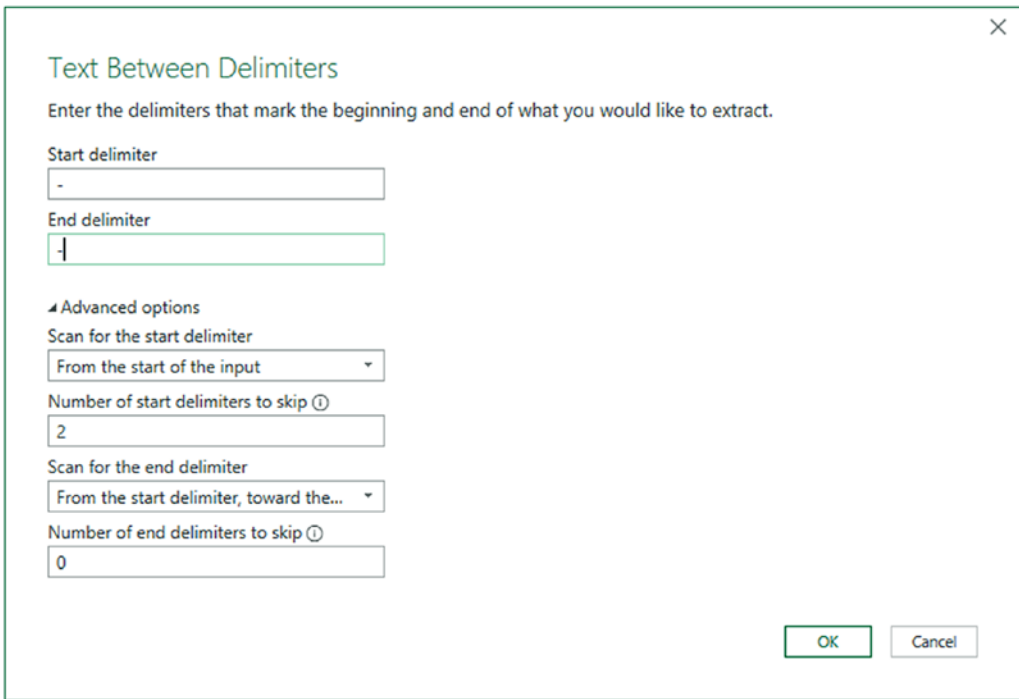 Text Between Delimiters
Enter the delimiters that mark the beginning and end of what you would like to extract.
Start delimiter
-
End delimiter
-
Advanced options
Scan for the start delimiter
From the start of the input
Number of start delimiters to skip
2
Scan for the end delimiter
From the start delimiter, toward the...
Number of end delimiters to skip
0
OK Cancel